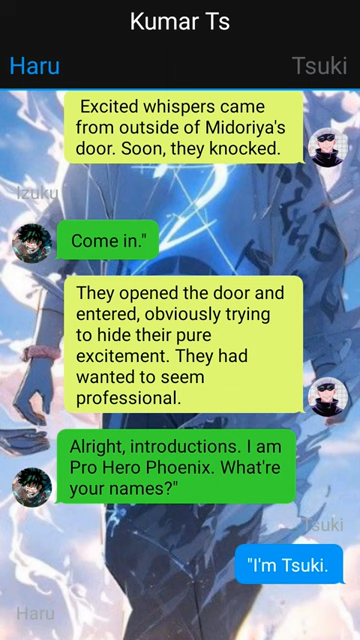 Kumar Ts
Haru
Tsuki
Excited whispers came
from outside of Midoriya's
door. Soon, they knocked.
Izuku
Come in."
They opened the door and
entered, obviously trying
to hide their pure
excitement. They had
wanted to seem
professional.
Alright, introductions. I am
Pro Hero Phoenix. What're
your names?"
Tsuki
"I'm Tsuki.
Haru